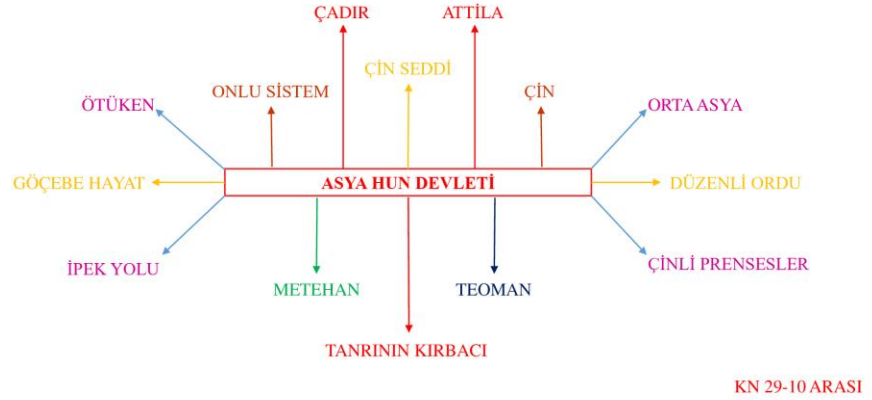 ÇADIR
ATTİLA
ÇİN SEDDİ
ONLU SİSTEM
ÇİN
ÖTÜKEN
ORTA ASYA
GÖÇEBE HAYAT
ASYA HUN DEVLETİ
DÜZENLİ ORDU
İPEK YOLU
ÇİNLİ PRENSESLER
METEHAN
TEOMAN
TANRININ KIRBACI
KN 29-10 ARASI